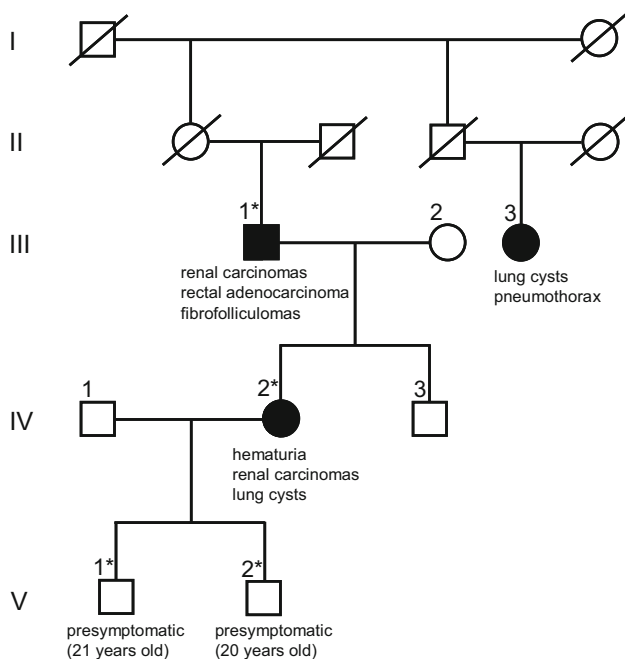 I
II
1* 2 3
III
renal carcinomas
rectal adenocarcinoma
fibrofolliculomas
lung cysts
pneumothorax
1 2* 3
IV
hematuria
renal carcinomas
lung cysts
1* 2*
V
presymptomatic
(21 years old)
presymptomatic
(20 years old)